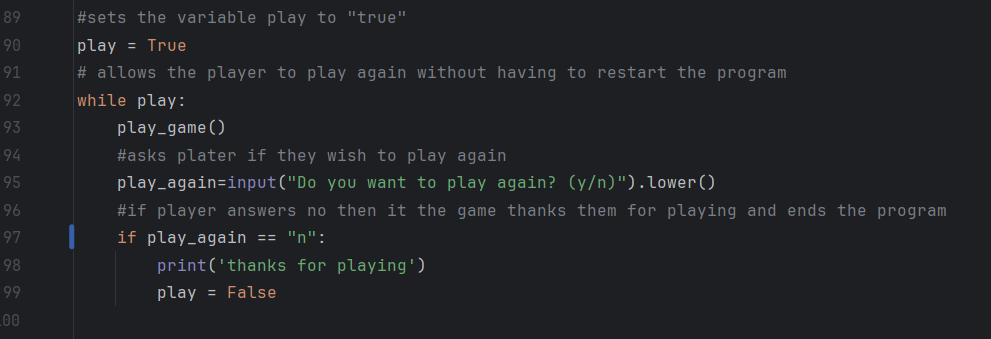 89 #sets the variable play to "true"
90 play = True
91 # allows the player to play again without having to restart the program
92 while play:
93 play_game()
94 #asks plater if they wish to play again
95 play_again=input("Do you want to play again? (y/n)").lower()
96 #if player answers no then it the game thanks them for playing and ends the program
97 if play_again == "n":
98 print('thanks for playing')
99 play = False
100